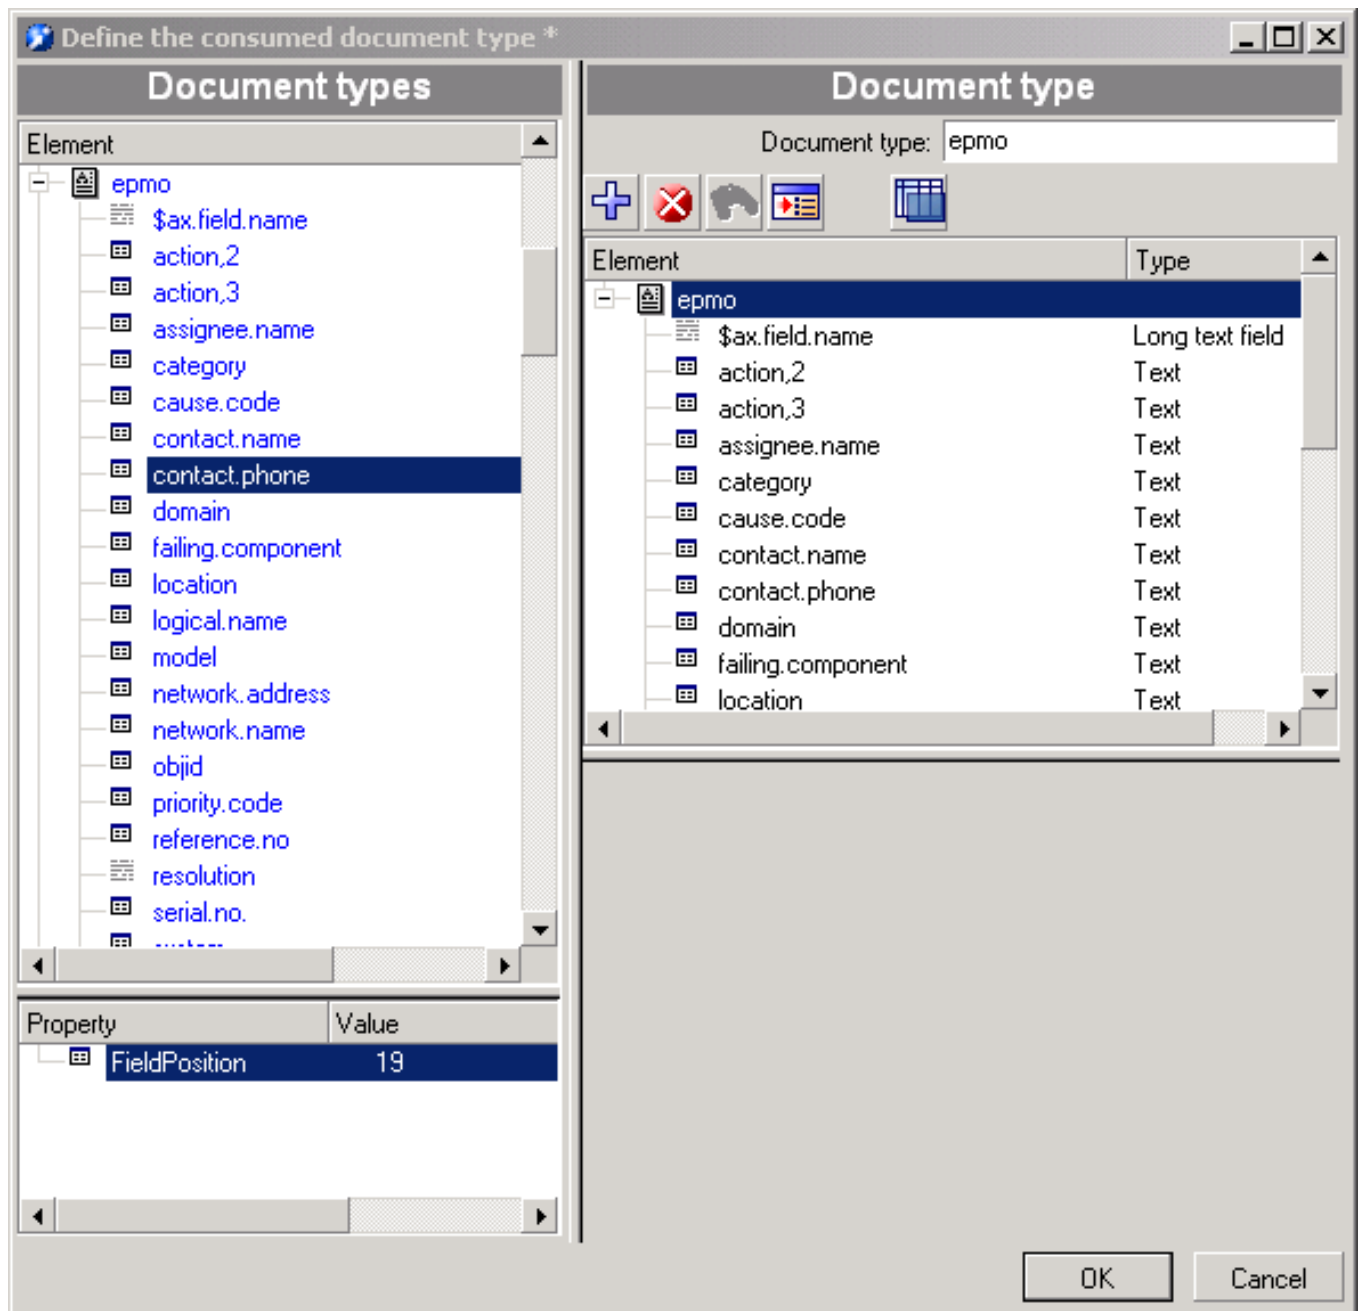 Define the consumed document type *
Document types
Element
epmo
$ax.field.name
action,2
action,3
assignee.name
category
cause.code
contact.name
contact.phone
domain
failing.component
location
logical.name
model
network.address
network.name
objid
priority.code
reference.no
resolution
serial.no.
Property Value
FieldPosition 19
Document type
Document type: epmo
Element Type
epmo
$ax.field.name Long text field
action,2 Text
action,3 Text
assignee.name Text
category Text
cause.code Text
contact.name Text
contact.phone Text
domain Text
failing.component Text
location Text
OK Cancel